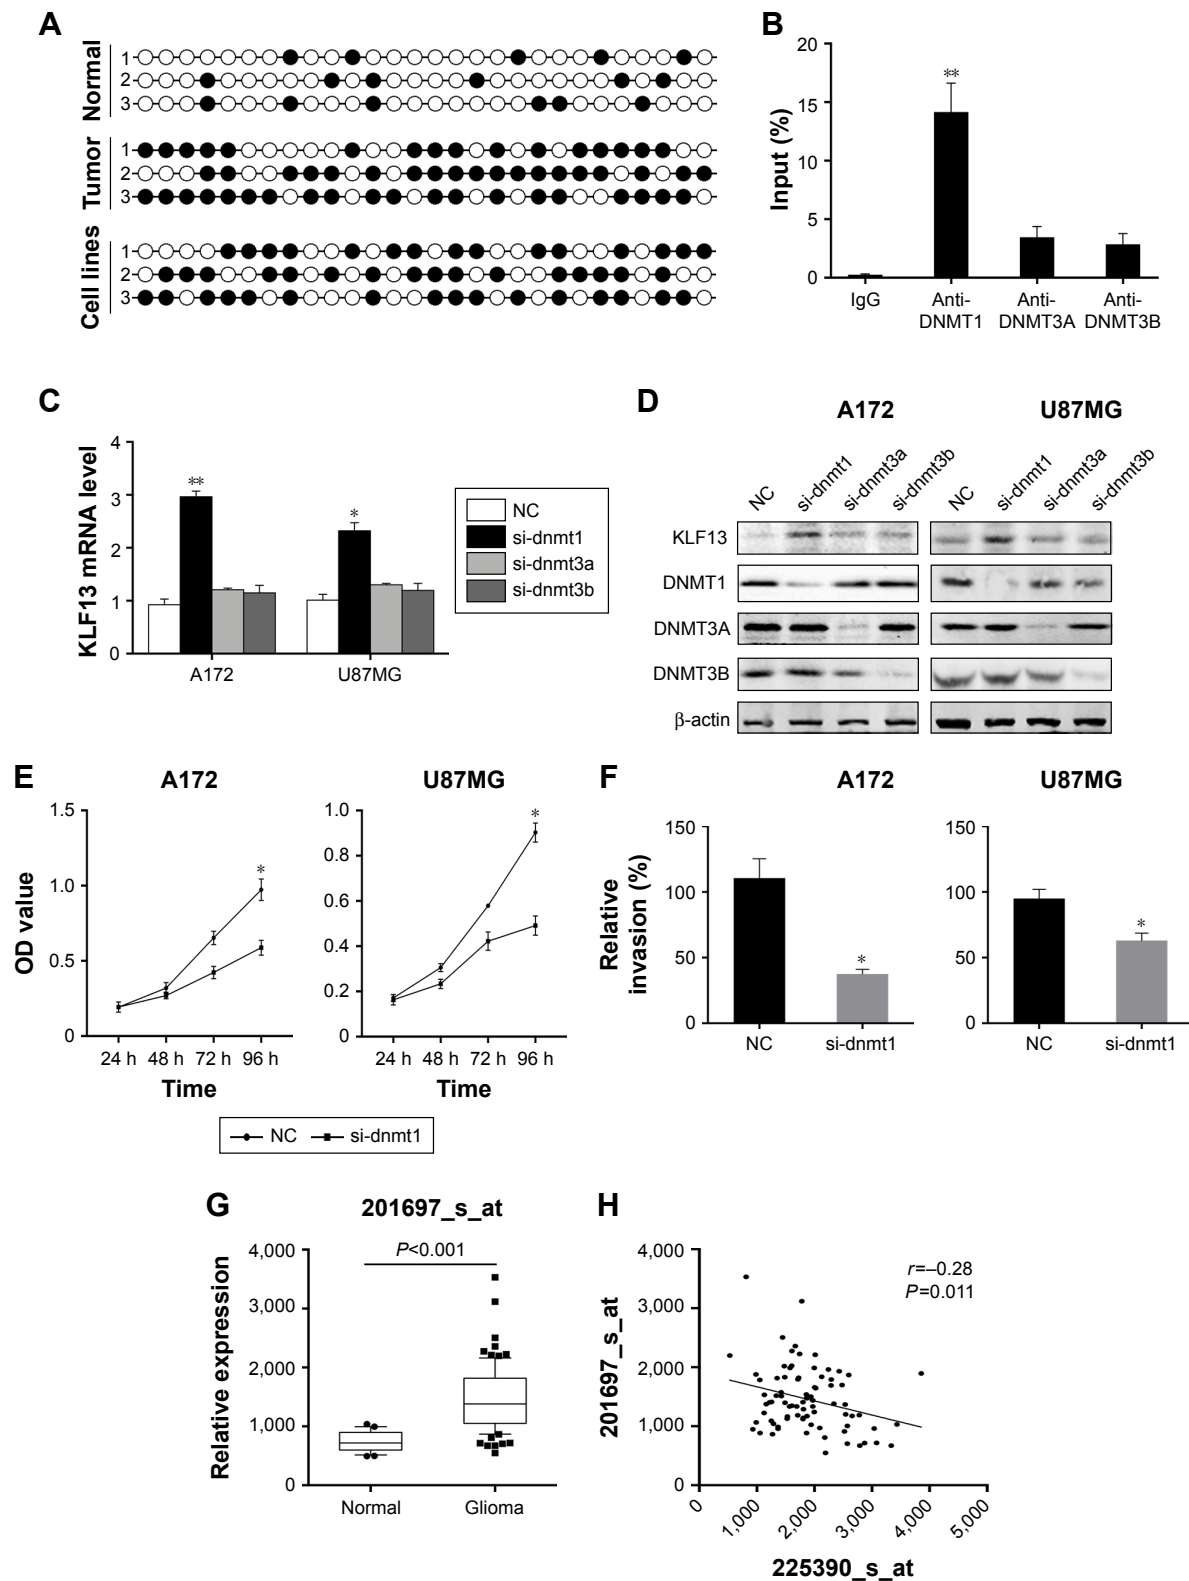 A
Normal
1
2
3
Tumor
1
2
3
Cell lines
1
2
3
B
Input (%)
20
15
10
5
0
**
IgG
Anti-
DNMT1
Anti-
DNMT3A
Anti-
DNMT3B
C
KLF13 mRNA level
4
3
2
1
0
**
*
A172
U87MG
NC
si-dnmt1
si-dnmt3a
si-dnmt3b
D
A172
U87MG
NC
si-dnmt1
si-dnmt3a
si-dnmt3b
NC
si-dnmt1
si-dnmt3a
si-dnmt3b
KLF13
DNMT1
DNMT3A
DNMT3B
β-actin
E
A172
OD value
1.5
1.0
0.5
0
*
24 h 48 h 72 h 96 h
Time
U87MG
1.0
0.8
0.6
0.4
0.2
0
*
24 h 48 h 72 h 96 h
Time
NC si-dnmt1
F
A172
Relative
invasion (%)
150
100
50
0
*
NC si-dnmt1
U87MG
150
100
50
0
*
NC si-dnmt1
G
201697_s_at
P<0.001
Relative expression
4,000
3,000
2,000
1,000
0
Normal Glioma
H
r=–0.28
P=0.011
201697_s_at
4,000
3,000
2,000
1,000
0
0
1,000
2,000
3,000
4,000
5,000
225390_s_at